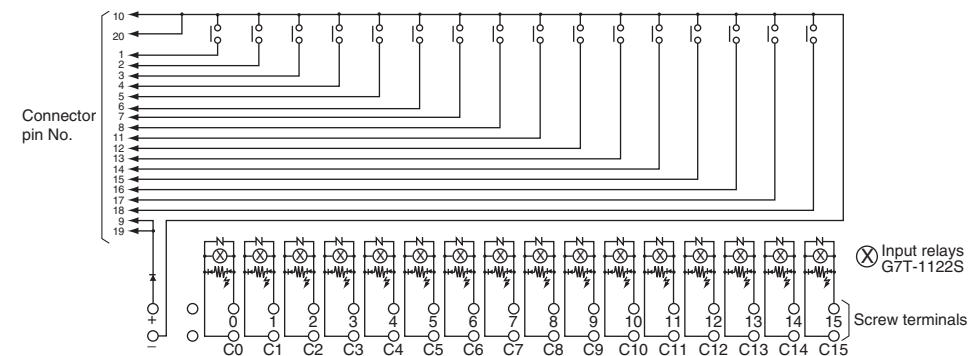 10
20
1
2
3
4
5
6
7
8
11
12
13
14
15
16
17
18
9
19
Connector
pin No.
N N N N N N N N N N N N N N N N
Input relays
G7T-1122S
+ 0 1 2 3 4 5 6 7 8 9 10 11 12 13 14 15
Screw terminals
– C0 C1 C2 C3 C4 C5 C6 C7 C8 C9 C10 C11 C12 C13 C14 C15